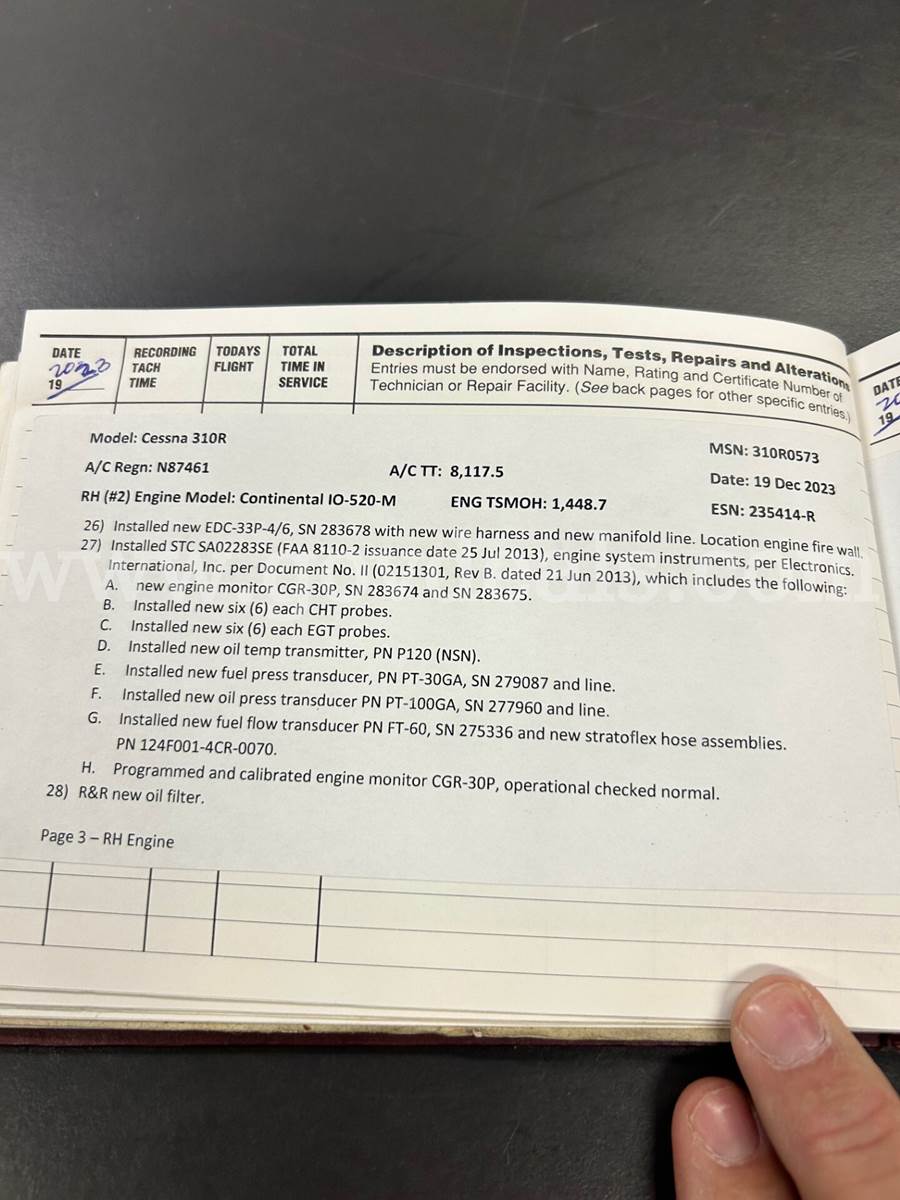 DATE
2023
19
RECORDING
TACH
TIME
TODAYS
FLIGHT
TOTAL
TIME IN
SERVICE
Description of Inspections, Tests, Repairs and Alterations
Entries must be endorsed with Name, Rating and Certificate Number of
Technician or Repair Facility. (See back pages for other specific entries.)
DATE
20
19
Model: Cessna 310R
MSN: 310R0573
A/C Regn: N87461
A/C TT: 8,117.5
Date: 19 Dec 2023
RH (#2) Engine Model: Continental IO-520-M
ENG TSMOH: 1,448.7
ESN: 235414-R
26) Installed new EDC-33P-4/6, SN 283678 with new wire harness and new manifold line. Location engine fire wall.
27) Installed STC SA02283SE (FAA 8110-2 issuance date 25 Jul 2013), engine system instruments, per Electronics.
International, Inc. per Document No. II (02151301, Rev B. dated 21 Jun 2013), which includes the following:
A. new engine monitor CGR-30P, SN 283674 and SN 283675.
B. Installed new six (6) each CHT probes.
C. Installed new six (6) each EGT probes.
D. Installed new oil temp transmitter, PN P120 (NSN).
E. Installed new fuel press transducer, PN PT-30GA, SN 279087 and line.
F. Installed new oil press transducer PN PT-100GA, SN 277960 and line.
G. Installed new fuel flow transducer PN FT-60, SN 275336 and new stratoflex hose assemblies.
PN 124F001-4CR-0070.
H. Programmed and calibrated engine monitor CGR-30P, operational checked normal.
28) R&R new oil filter.
Page 3 – RH Engine